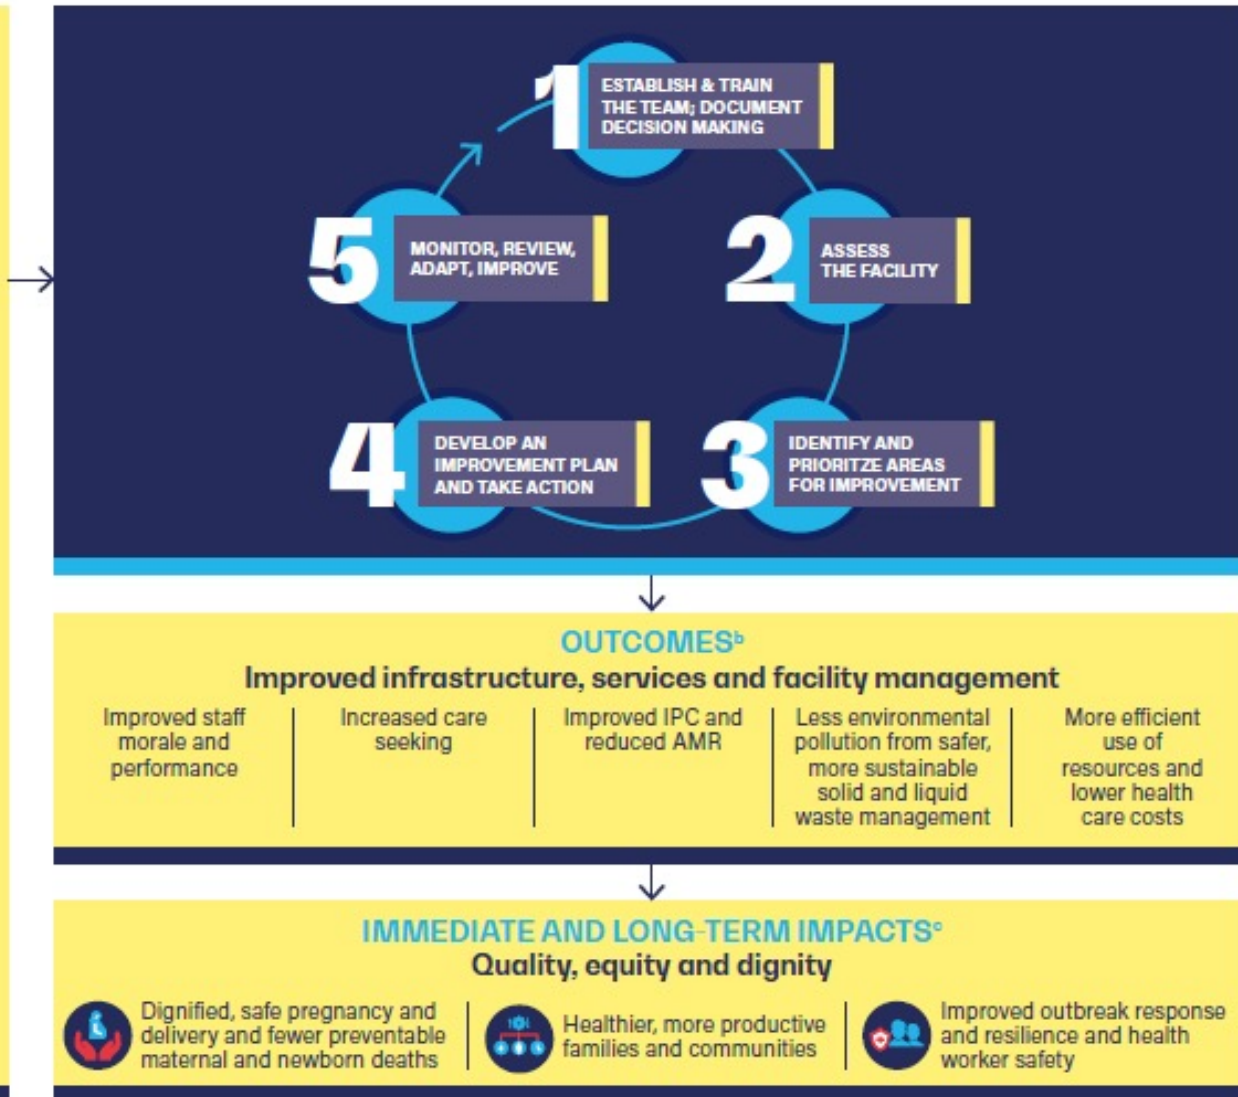 1
ESTABLISH & TRAIN
THE TEAM; DOCUMENT
DECISION MAKING
2
ASSESS
THE FACILITY
3
IDENTIFY AND
PRIORITZE AREAS
FOR IMPROVEMENT
4
DEVELOP AN
IMPROVEMENT PLAN
AND TAKE ACTION
5
MONITOR, REVIEW,
ADAPT, IMPROVE
OUTCOMESᵇ
Improved infrastructure, services and facility management
Improved staff
morale and
performance
Increased care
seeking
Improved IPC and
reduced AMR
Less environmental
pollution from safer,
more sustainable
solid and liquid
waste management
More efficient
use of
resources and
lower health
care costs
IMMEDIATE AND LONG-TERM IMPACTSᶜ
Quality, equity and dignity
Dignified, safe pregnancy and
delivery and fewer preventable
maternal and newborn deaths
Healthier, more productive
families and communities
Improved outbreak response
and resilience and health
worker safety